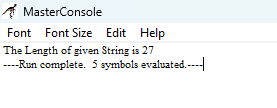 MasterConsole
Font Font Size Edit Help
The Length of given String is 27
----Run complete.  5 symbols evaluated.----